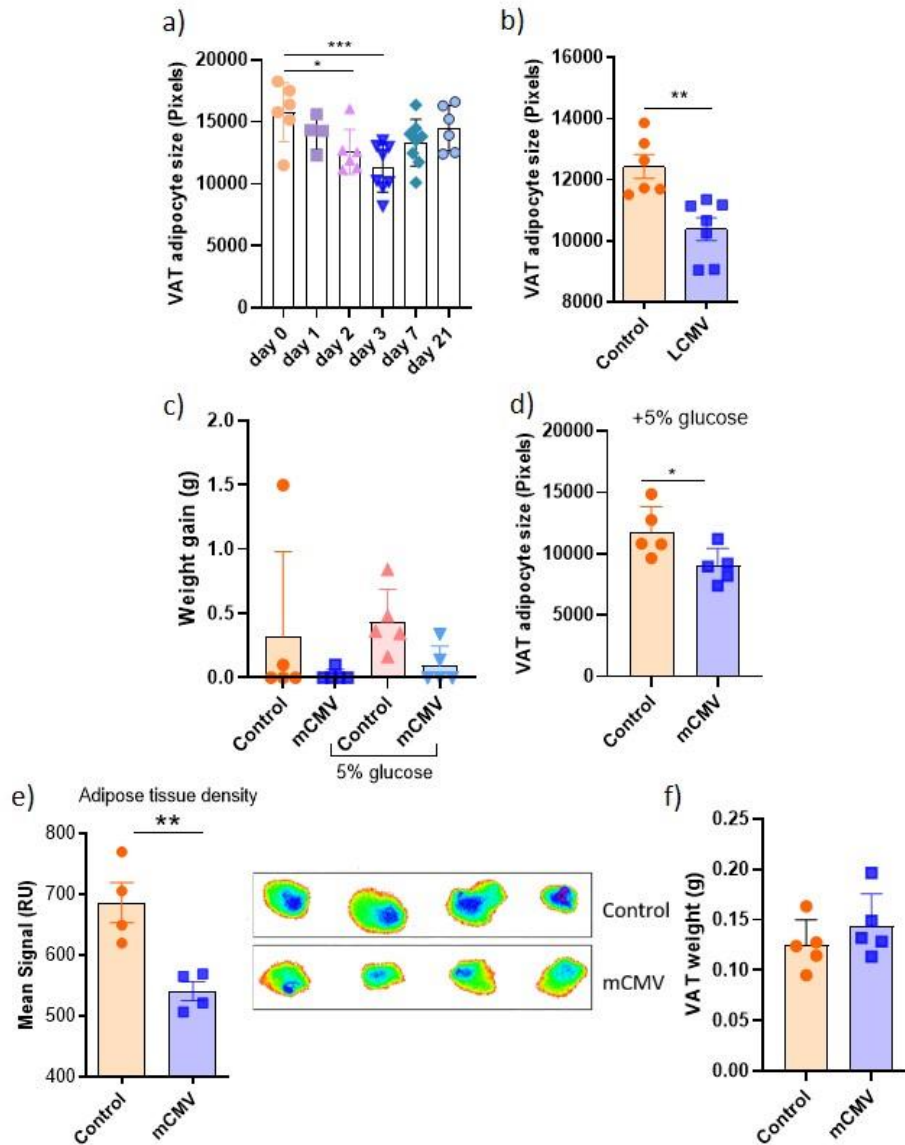 a)
VAT adipocyte size (Pixels)
20000
15000
10000
5000
0
***
*
day 0
day 1
day 2
day 3
day 7
day 21
b)
VAT adipocyte size (Pixels)
16000
14000
12000
10000
8000
**
Control
LCMV
c)
Weight gain (g)
2.0
1.5
1.0
0.5
0.0
Control
mCMV
Control
mCMV
5% glucose
d)
+5% glucose
VAT adipocyte size (Pixels)
20000
15000
10000
5000
0
*
Control
mCMV
e)
Adipose tissue density
Mean Signal (RU)
800
700
600
500
400
**
Control
mCMV
Control
mCMV
f)
VAT weight (g)
0.25
0.20
0.15
0.10
0.05
0.00
Control
mCMV